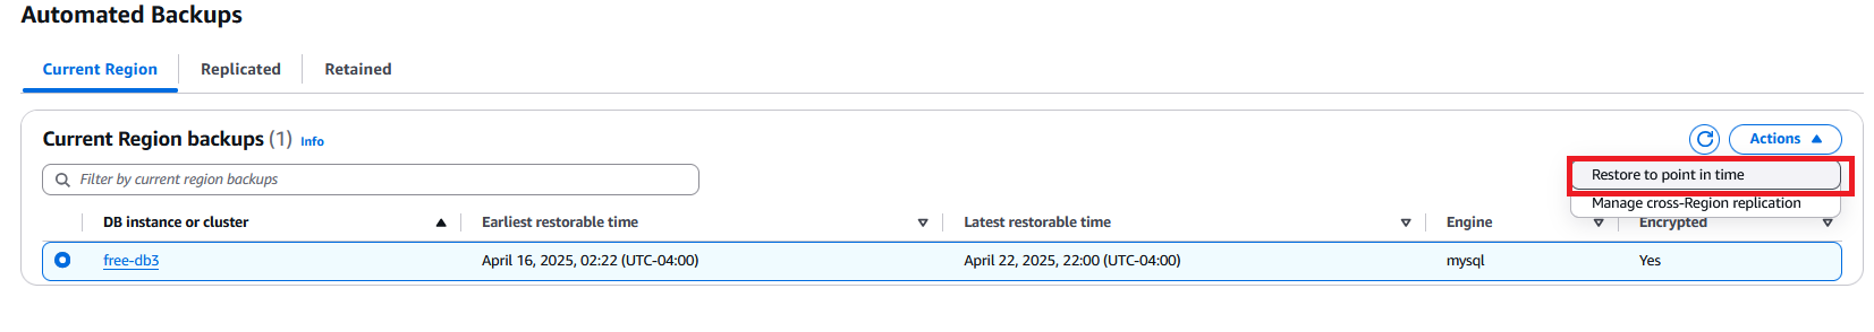 Automated Backups
Current Region Replicated Retained
Current Region backups (1) Info Actions
Filter by current region backups Restore to point in time
Manage cross-Region replication
DB instance or cluster Earliest restorable time Latest restorable time Engine Encrypted
free-db3 April 16, 2025, 02:22 (UTC-04:00) April 22, 2025, 22:00 (UTC-04:00) mysql Yes